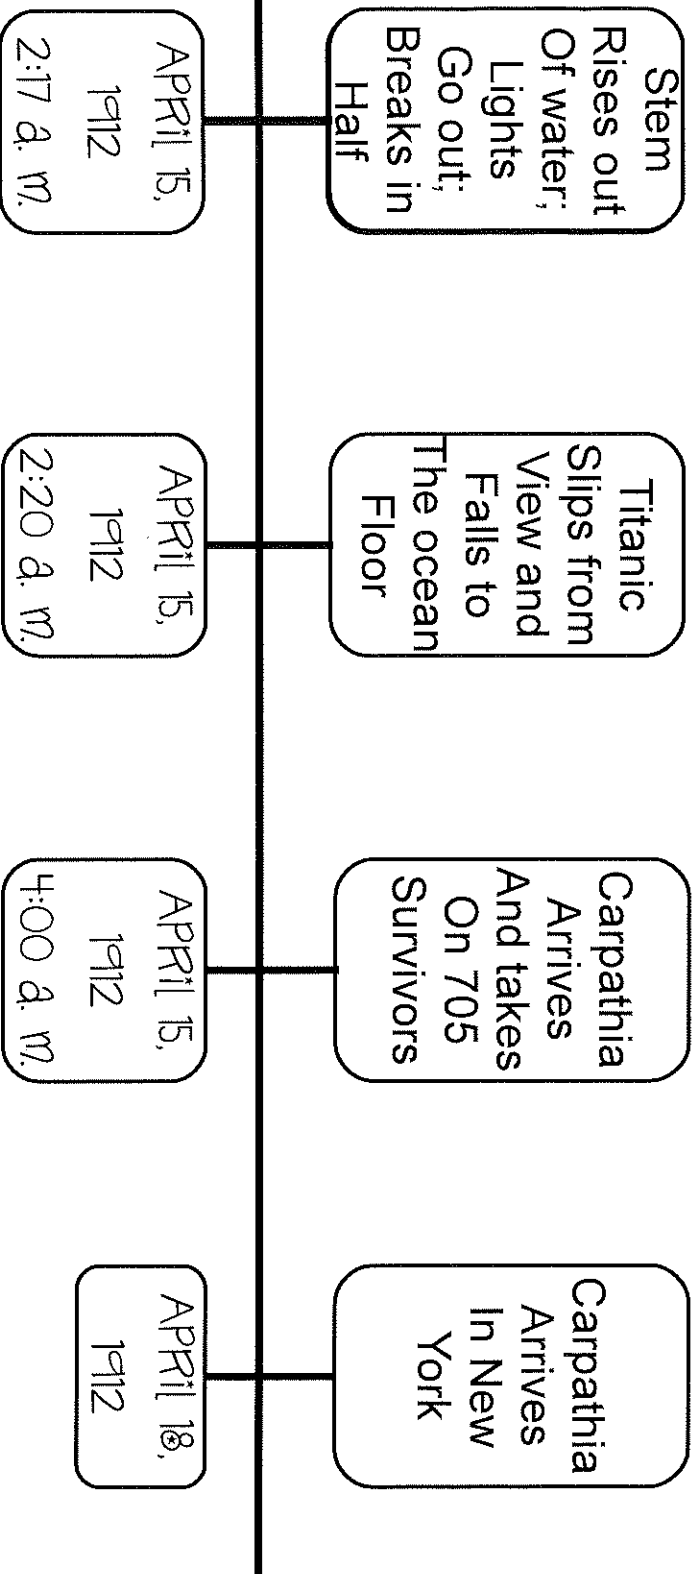 Stem
Rises out
Of water;
Lights
Go out;
Breaks in
Half
APRil 15,
1912
2:17 a.m.
Titanic
Slips from
View and
Falls to
The ocean
Floor
APRil 15,
1912
2:20 a.m.
Carpathia
Arrives
And takes
On 705
Survivors
APRil 15,
1912
4:00 a.m.
Carpathia
Arrives
In New
York
APRil 18,
1912